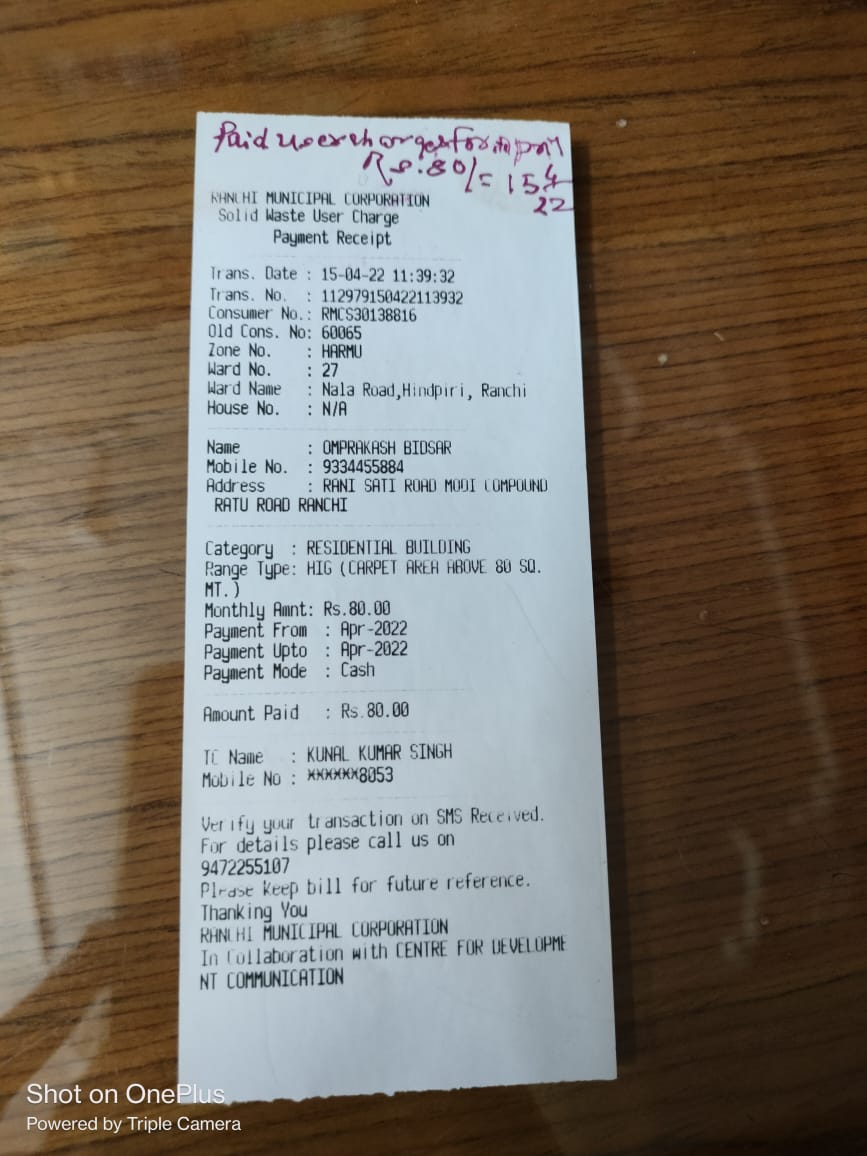 Paid user charges for
Rs. 80/= 15/4
22
RANCHI MUNICIPAL CORPORATION
Solid Waste User Charge
Payment Receipt
Trans. Date : 15-04-22 11:39:32
Trans. No. : 112979150422113932
Consumer No.: RMCS30138816
Old Cons. No: 60065
Zone No. : HARMU
Ward No. : 27
Ward Name : Nala Road,Hindpiri, Ranchi
House No. : N/A
Name : OMPRAKASH BIDSAR
Mobile No. : 9334455884
Address : RANI SATI ROAD MODI COMPOUND
RATU ROAD RANCHI
Category : RESIDENTIAL BUILDING
Range Type: HIG (CARPET AREA ABOVE 80 SQ.
MT.)
Monthly Amnt: Rs.80.00
Payment From : Apr-2022
Payment Upto : Apr-2022
Payment Mode : Cash
Amount Paid : Rs.80.00
TC Name : KUNAL KUMAR SINGH
Mobile No : ******8053
Verify your transaction on SMS Received.
For details please call us on
9472255107
Please Keep bill for future reference.
Thanking You
RANCHI MUNICIPAL CORPORATION
In Collaboration with CENTRE FOR DEVELOPME
NT COMMUNICATION
Shot on OnePlus
Powered by Triple Camera